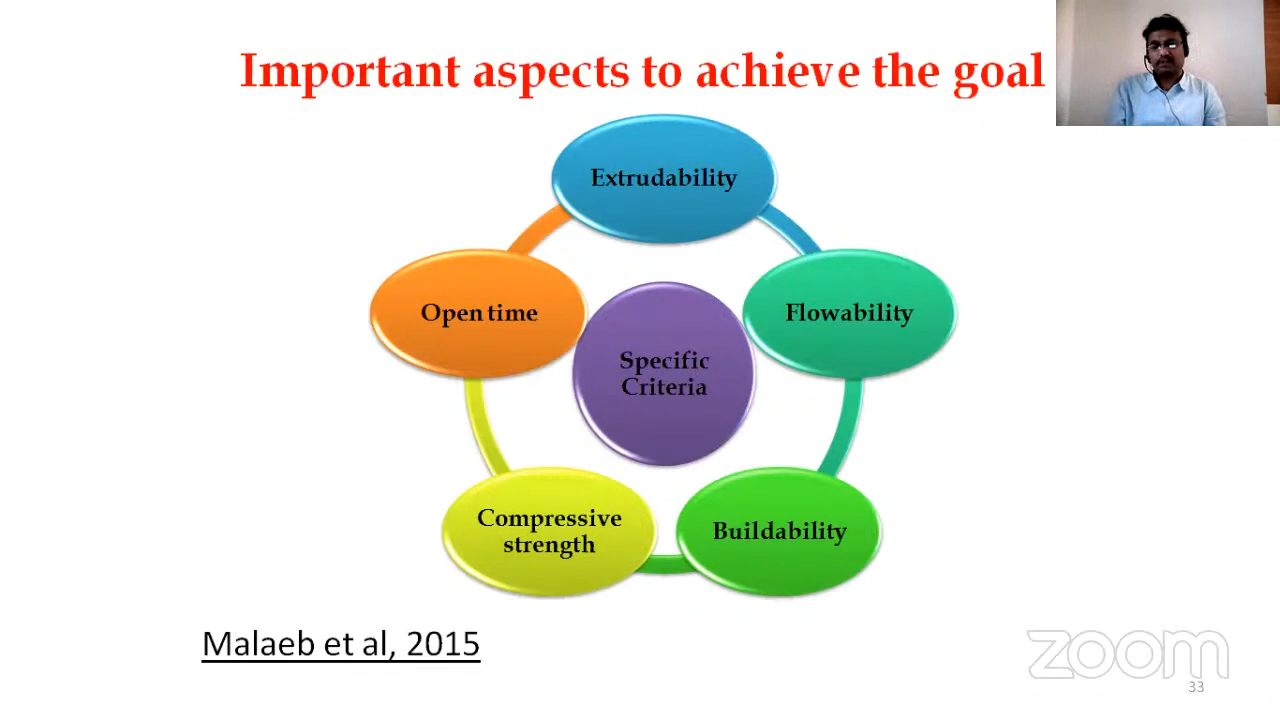 Important aspects to achieve the goal
Extrudability
Open time
Flowability
Specific
Criteria
Compressive
strength
Buildability
Malaeb et al, 2015
zoom
33